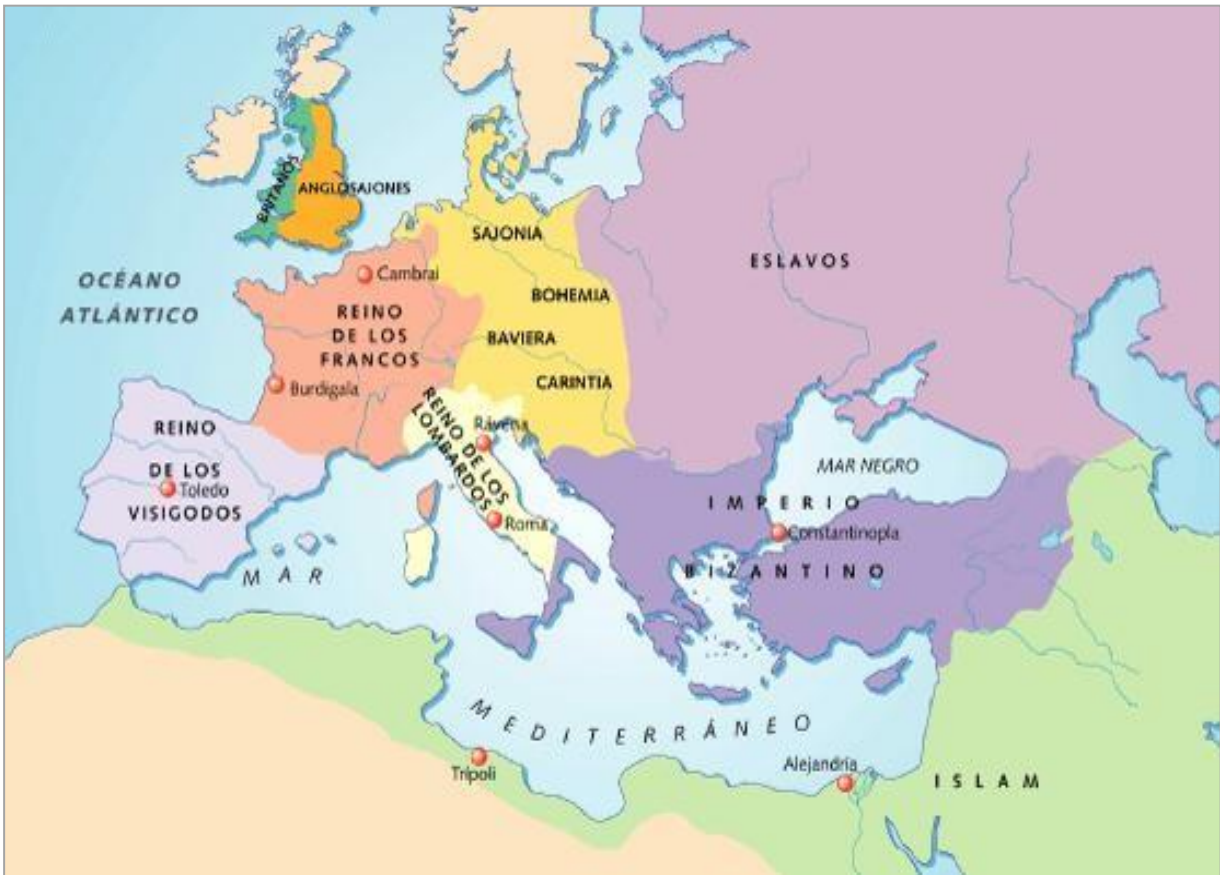 BRITANOS
ANGLOSAJONES
SAJONIA
ESLAVOS
Cambrai
OCÉANO
ATLÁNTICO
BOHEMIA
REINO
DE LOS
FRANCOS
BAVIERA
CARINTIA
Burdigala
REINO DE LOS
LOMBARDOS
Rávena
REINO
DE LOS
Toledo
VISIGODOS
Roma
MAR NEGRO
IMPERIO
Constantinopla
BIZANTINO
MAR
MEDITERRÁNEO
Trípoli
Alejandría
ISLAM